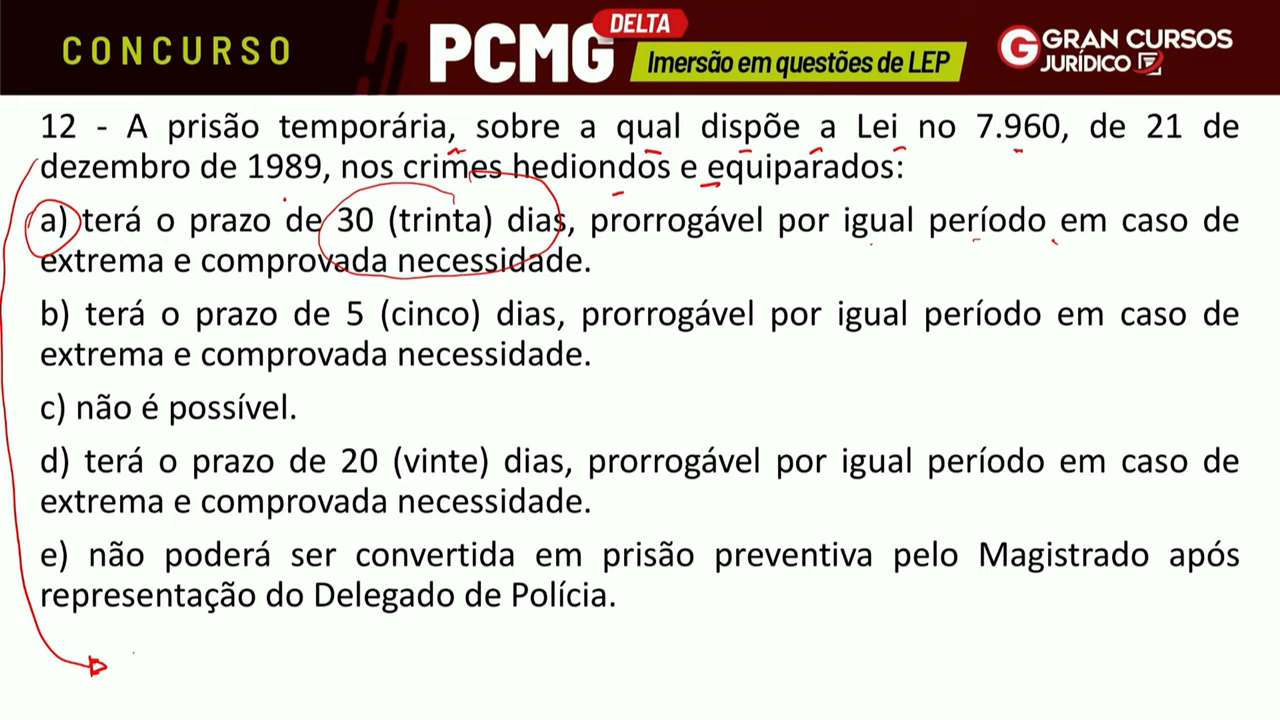 CONCURSO
PCMG
DELTA
Imersão em questões de LEP
GRAN CURSOS
JURÍDICO
12 - A prisão temporária, sobre a qual dispõe a Lei no 7.960, de 21 de
dezembro de 1989, nos crimes hediondos e equiparados:
a) terá o prazo de 30 (trinta) dias, prorrogável por igual período em caso de
extrema e comprovada necessidade.
b) terá o prazo de 5 (cinco) dias, prorrogável por igual período em caso de
extrema e comprovada necessidade.
c) não é possível.
d) terá o prazo de 20 (vinte) dias, prorrogável por igual período em caso de
extrema e comprovada necessidade.
e) não poderá ser convertida em prisão preventiva pelo Magistrado após
representação do Delegado de Polícia.